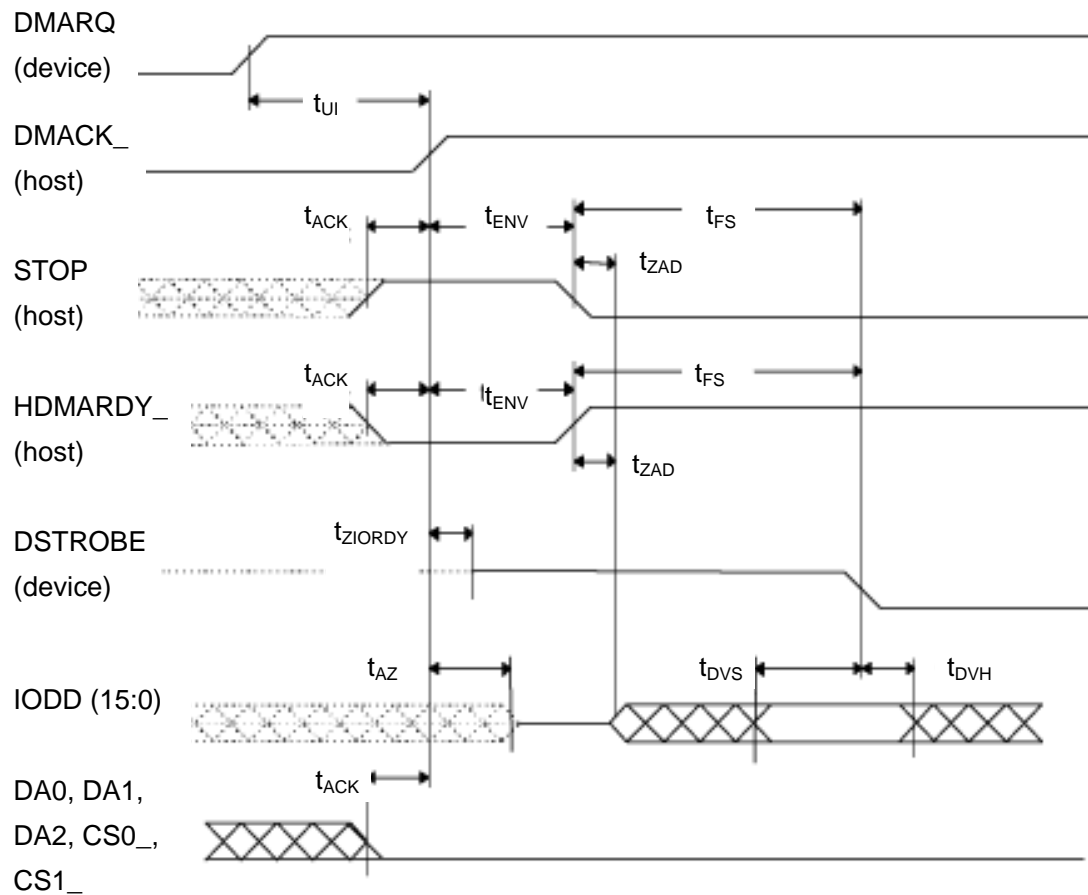 DMARQ
(device)
tUI
DMACK_
(host)
tACK
tENV
tFS
STOP
(host)
tZAD
tACK
tENV
tFS
HDMARDY_
(host)
tZAD
tZIORDY
DSTROBE
(device)
tAZ
tDVS
tDVH
IODD (15:0)
tACK
DA0, DA1,
DA2, CS0_,
CS1_